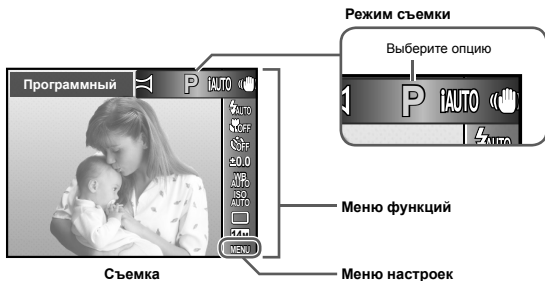 Режим съемки
Выберите опцию
P iAUTO
AUTO
Программный
P iAUTO
AUTO
OFF
OFF
±0.0
WB AUTO
ISO AUTO
14M
MENU
Меню функций
Съемка
Меню настроек